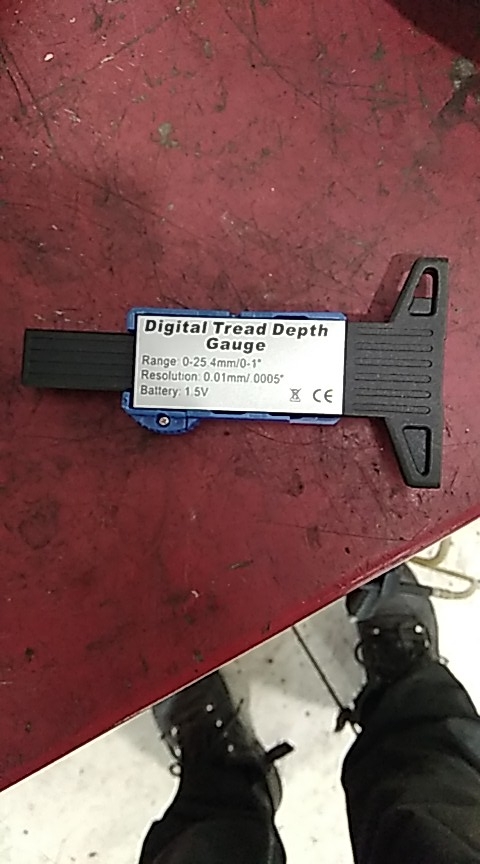 Digital Tread Depth
Gauge
Range: 0-25.4mm/0-1"
Resolution: 0.01mm/.0005"
Battery: 1.5V
CE